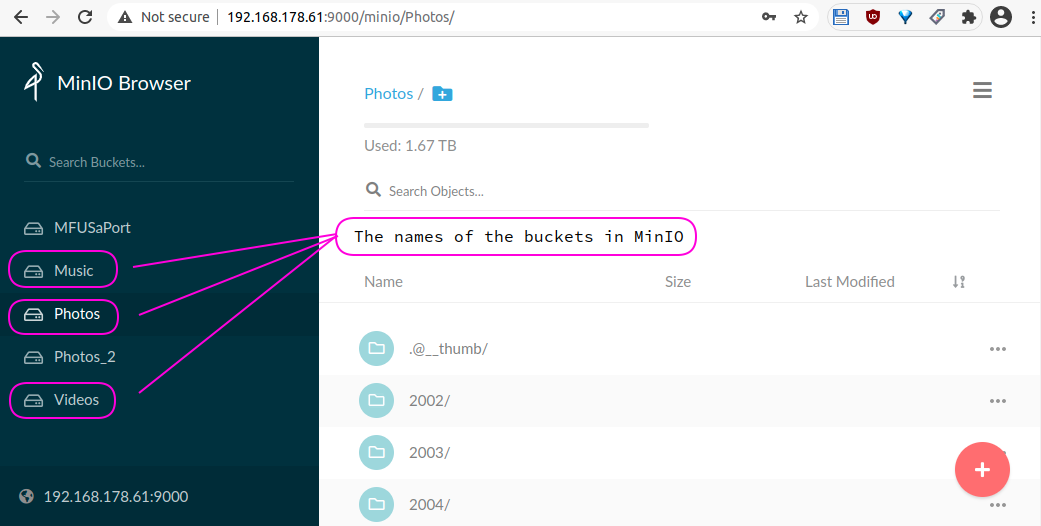 Not secure | 192.168.178.61:9000/minio/Photos/
MinIO Browser
Search Buckets...
MFUSaPort
Music
Photos
Photos_2
Videos
192.168.178.61:9000
Photos /
Used: 1.67 TB
Search Objects...
The names of the buckets in MinIO
Name Size Last Modified
.@__thumb/
2002/
2003/
2004/